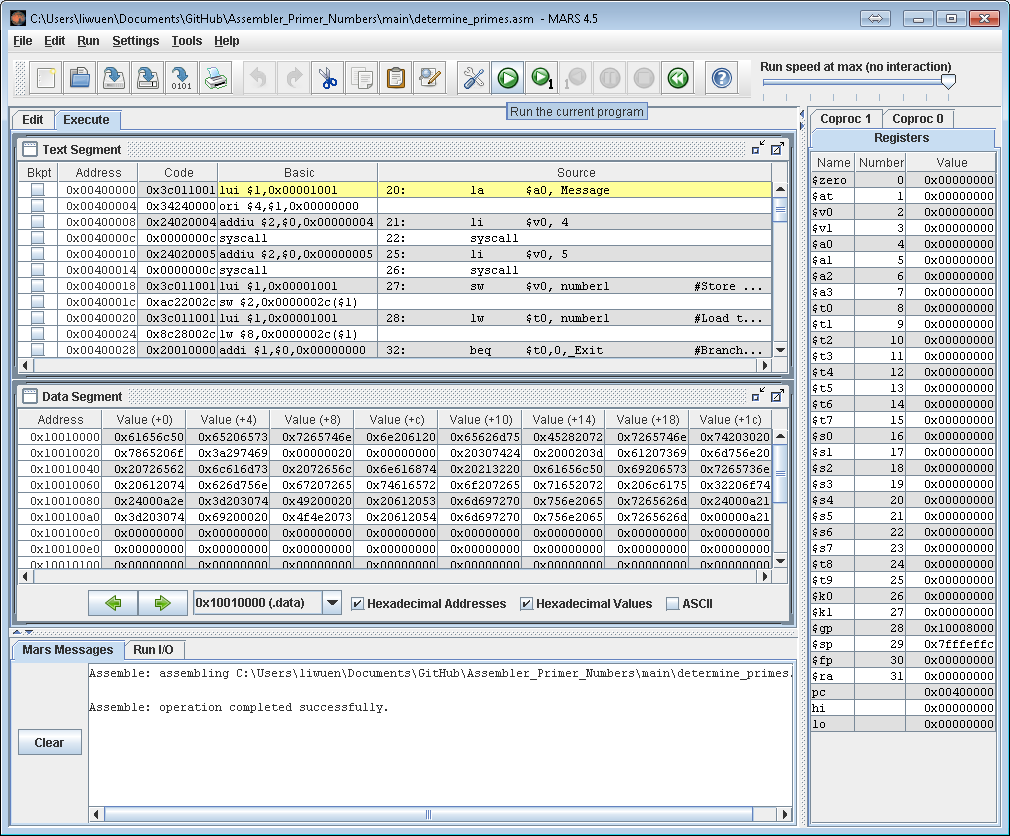 C:\Users\liwuen\Documents\GitHub\Assembler_Primer_Numbers\main\determine_primes.asm - MARS 4.5
File Edit Run Settings Tools Help
Run speed at max (no interaction)
0101
1
Run the current program
Edit Execute
Text Segment
Bkpt Address Code Basic Source
0x00400000 0x3c011001 lui $1,0x00001001 20: la $a0, Message
0x00400004 0x34240000 ori $4,$1,0x00000000
0x00400008 0x24020004 addiu $2,$0,0x00000004 21: li $v0, 4
0x0040000c 0x0000000c syscall 22: syscall
0x00400010 0x24020005 addiu $2,$0,0x00000005 25: li $v0, 5
0x00400014 0x0000000c syscall 26: syscall
0x00400018 0x3c011001 lui $1,0x00001001 27: sw $v0, number1 #Store ...
0x0040001c 0xac22002c sw $2,0x0000002c($1)
0x00400020 0x3c011001 lui $1,0x00001001 28: lw $t0, number1 #Load t...
0x00400024 0x8c28002c lw $8,0x0000002c($1)
0x00400028 0x20010000 addi $1,$0,0x00000000 32: beq $t0,0,_Exit #Branch...
Data Segment
Address Value (+0) Value (+4) Value (+8) Value (+c) Value (+10) Value (+14) Value (+18) Value (+1c)
0x10010000 0x61656c50 0x65206573 0x7265746e 0x6e206120 0x65626d75 0x45282072 0x7265746e 0x74203020
0x10010020 0x7865206f 0x3a297469 0x00000020 0x00000000 0x20307424 0x2000203d 0x61207369 0x6d756e20
0x10010040 0x20726562 0x6c616d73 0x2072656c 0x6e616874 0x20213220 0x61656c50 0x69206573 0x7265736e
0x10010060 0x20612074 0x626d756e 0x67207265 0x74616572 0x6f207265 0x71652072 0x206c6175 0x32206f74
0x10010080 0x24000a2e 0x3d203074 0x49200020 0x20612053 0x6d697270 0x756e2065 0x7265626d 0x24000a21
0x100100a0 0x3d203074 0x69200020 0x4f4e2073 0x20612054 0x6d697270 0x756e2065 0x7265626d 0x00000a21
0x100100c0 0x00000000 0x00000000 0x00000000 0x00000000 0x00000000 0x00000000 0x00000000 0x00000000
0x100100e0 0x00000000 0x00000000 0x00000000 0x00000000 0x00000000 0x00000000 0x00000000 0x00000000
0x10010100 0x00000000 0x00000000 0x00000000 0x00000000 0x00000000 0x00000000 0x00000000 0x00000000
0x10010000 (.data) Hexadecimal Addresses Hexadecimal Values ASCII
Mars Messages Run I/O
Assemble: assembling C:\Users\liwuen\Documents\GitHub\Assembler_Primer_Numbers\main\determine_primes.
Assemble: operation completed successfully.
Clear
Coproc 1 Coproc 0
Registers
Name Number Value
$zero 0 0x00000000
$at 1 0x00000000
$v0 2 0x00000000
$v1 3 0x00000000
$a0 4 0x00000000
$a1 5 0x00000000
$a2 6 0x00000000
$a3 7 0x00000000
$t0 8 0x00000000
$t1 9 0x00000000
$t2 10 0x00000000
$t3 11 0x00000000
$t4 12 0x00000000
$t5 13 0x00000000
$t6 14 0x00000000
$t7 15 0x00000000
$s0 16 0x00000000
$s1 17 0x00000000
$s2 18 0x00000000
$s3 19 0x00000000
$s4 20 0x00000000
$s5 21 0x00000000
$s6 22 0x00000000
$s7 23 0x00000000
$t8 24 0x00000000
$t9 25 0x00000000
$k0 26 0x00000000
$k1 27 0x00000000
$gp 28 0x10008000
$sp 29 0x7fffeffc
$fp 30 0x00000000
$ra 31 0x00000000
pc 0x00400000
hi 0x00000000
lo 0x00000000